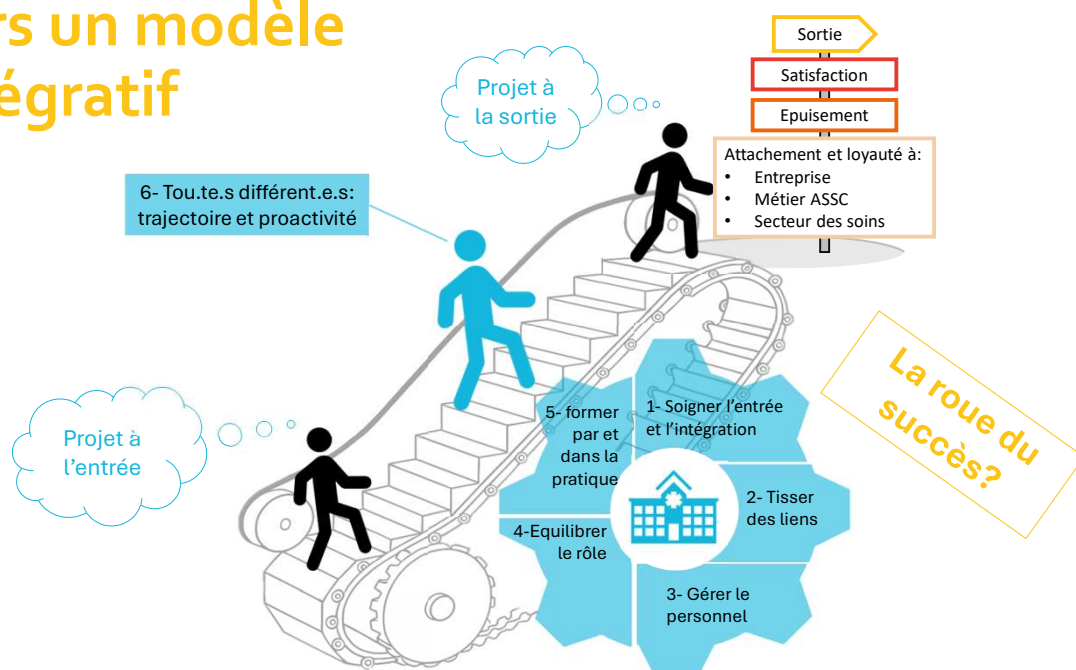 rs un modèle
égratif
Projet à
la sortie
Sortie
Satisfaction
Epuisement
Attachement et loyauté à:
• Entreprise
• Métier ASSC
• Secteur des soins
6- Tou.te.s différent.e.s:
trajectoire et proactivité
Projet à
l'entrée
La roue du
succès?
5- former
par et
dans la
pratique
1- Soigner l'entrée
et l'intégration
2- Tisser
des liens
4-Equilibrer
le rôle
3- Gérer le
personnel